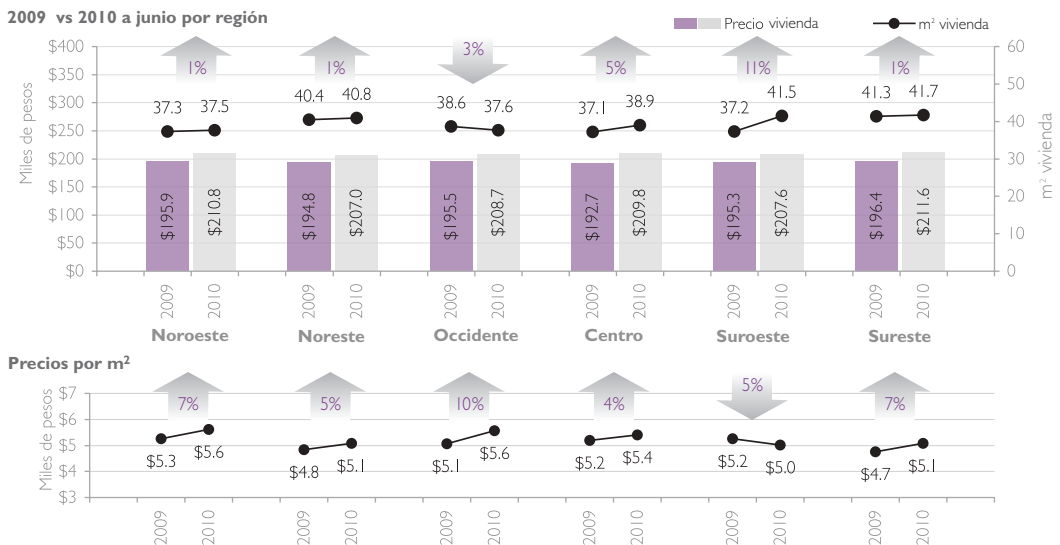 2009 vs 2010 a junio por región
Precio vivienda m² vivienda
$400 3% 60
$350 1% 1% 5% 11% 1% 50
$300 37.3 37.5 40.4 40.8 38.6 37.6 37.1 38.9 37.2 41.5 41.3 41.7
$250 40
$200 30
$150 20
$100 $195.9 $210.8 $194.8 $207.0 $195.5 $208.7 $192.7 $209.8 $195.3 $207.6 $196.4 $211.6
$50 10
$0 0
Miles de pesos
m² vivienda
2009 2010 2009 2010 2009 2010 2009 2010 2009 2010 2009 2010
Noroeste Noreste Occidente Centro Suroeste Sureste
Precios por m²
Miles de pesos
$7 5%
7% 5% 10% 4% 7%
$6
$5
$5.3 $5.6 $4.8 $5.1 $5.1 $5.6 $5.2 $5.4 $5.2 $5.0 $4.7 $5.1
$4
$3
2009 2010 2009 2010 2009 2010 2009 2010 2009 2010 2009 2010